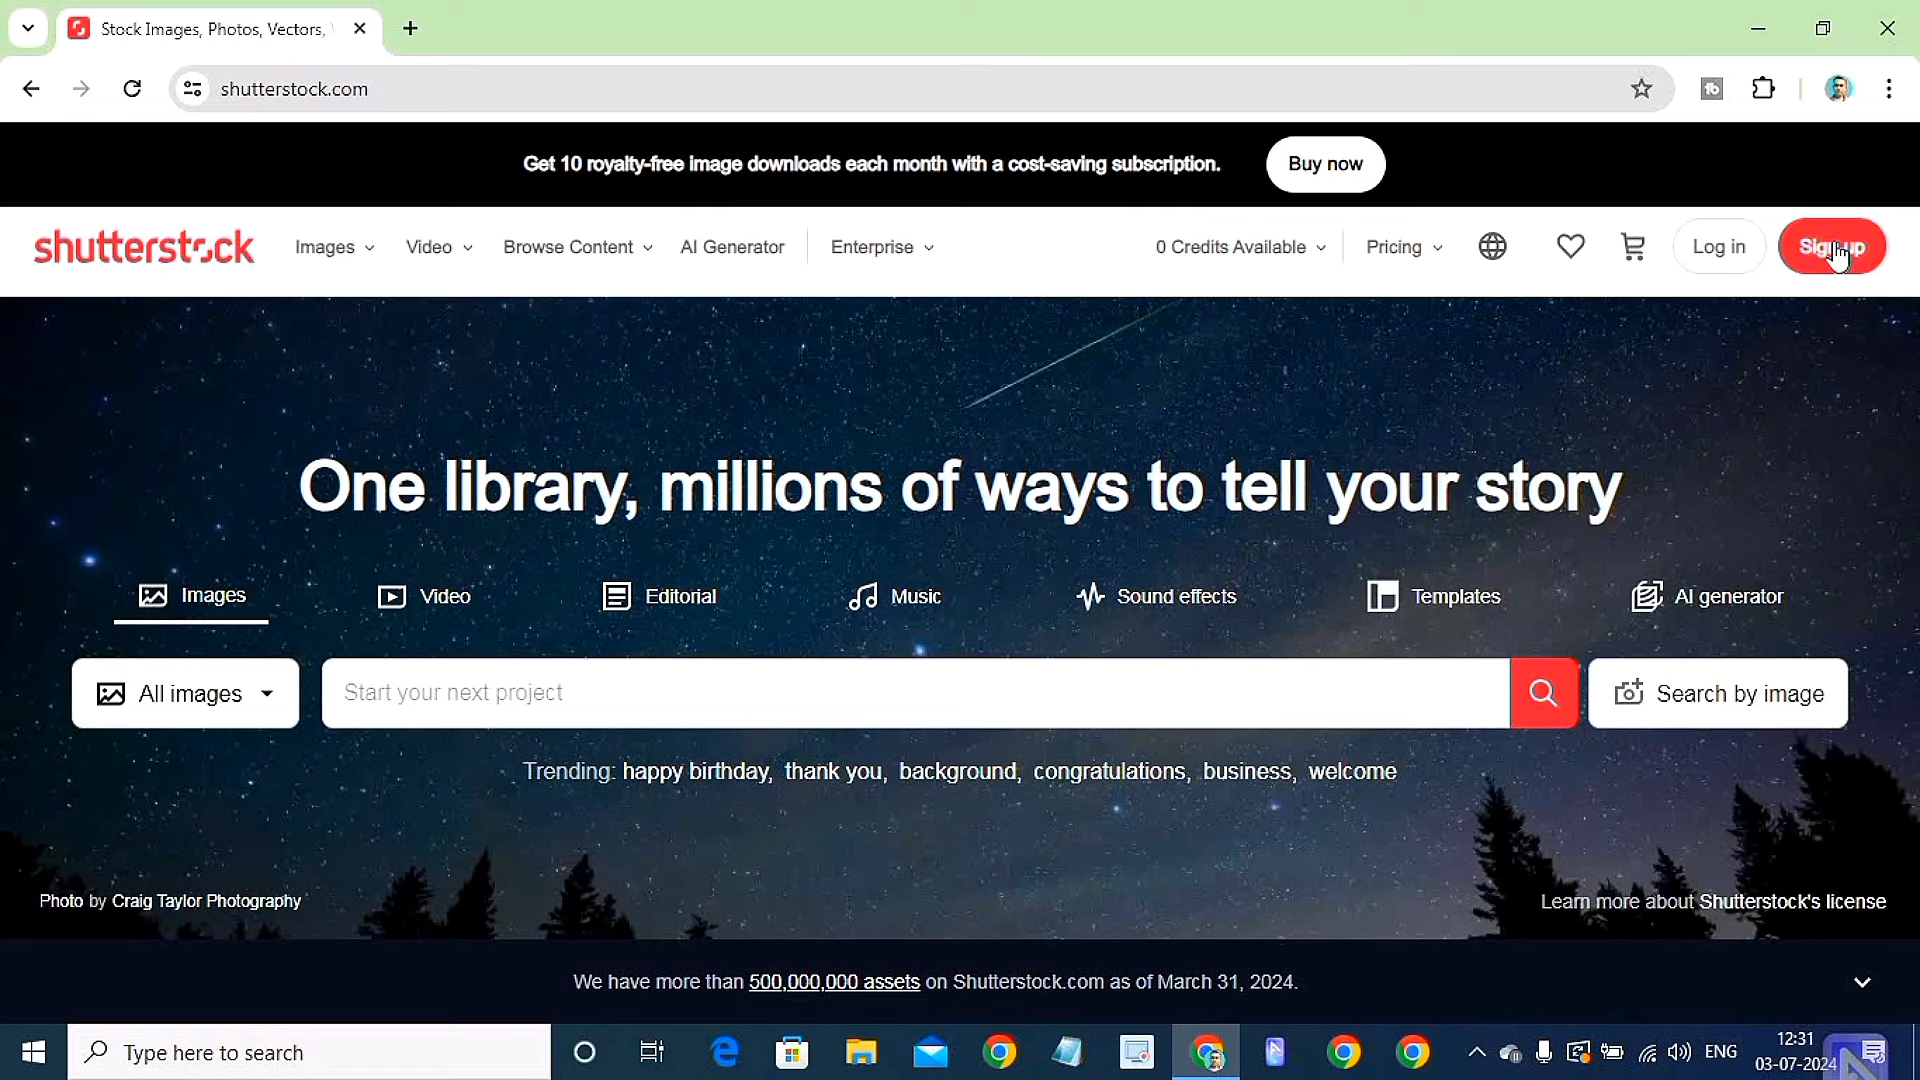 Stock Images, Photos, Vectors,
shutterstock.com
Get 10 royalty-free image downloads each month with a cost-saving subscription.
Buy now
shutterstock
Images
Video
Browse Content
AI Generator
Enterprise
0 Credits Available
Pricing
Log in
Sign up
One library, millions of ways to tell your story
Images
Video
Editorial
Music
Sound effects
Templates
AI generator
All images
Start your next project
Search by image
Trending: happy birthday, thank you, background, congratulations, business, welcome
Photo by Craig Taylor Photography
Learn more about Shutterstock's license
We have more than 500,000,000 assets on Shutterstock.com as of March 31, 2024.
Type here to search
ENG
12:31
03-07-2024